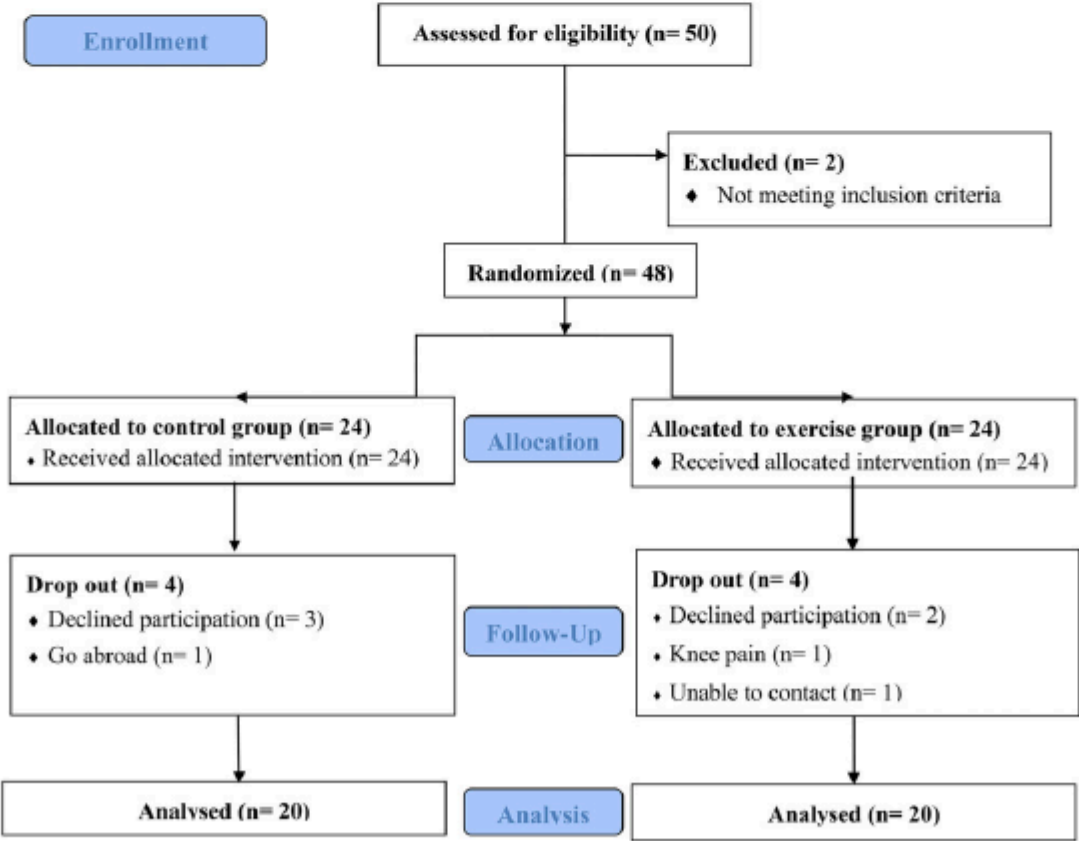 Enrollment
Assessed for eligibility (n= 50)
Excluded (n= 2)
♦ Not meeting inclusion criteria
Randomized (n= 48)
Allocated to control group (n= 24)
♦ Received allocated intervention (n= 24)
Allocation
Allocated to exercise group (n= 24)
♦ Received allocated intervention (n= 24)
Drop out (n= 4)
♦ Declined participation (n= 3)
♦ Go abroad (n= 1)
Follow-Up
Drop out (n= 4)
♦ Declined participation (n= 2)
♦ Knee pain (n= 1)
♦ Unable to contact (n= 1)
Analysed (n= 20)
Analysis
Analysed (n= 20)